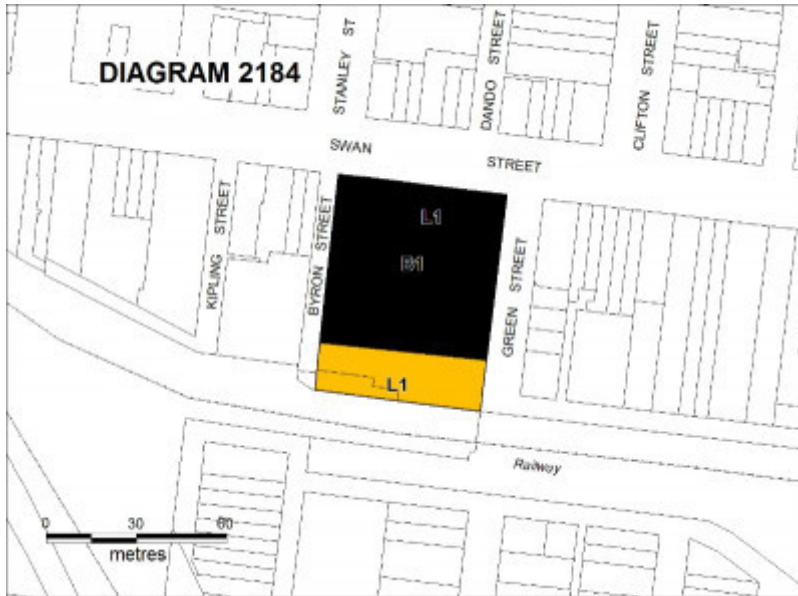 DIAGRAM 2184
STANLEY ST
DANDO STREET
CLIFTON STREET
SWAN STREET
KIPLING STREET
BYRON STREET
L1
B1
GREEN STREET
L1
Railway
0 30 60
metres